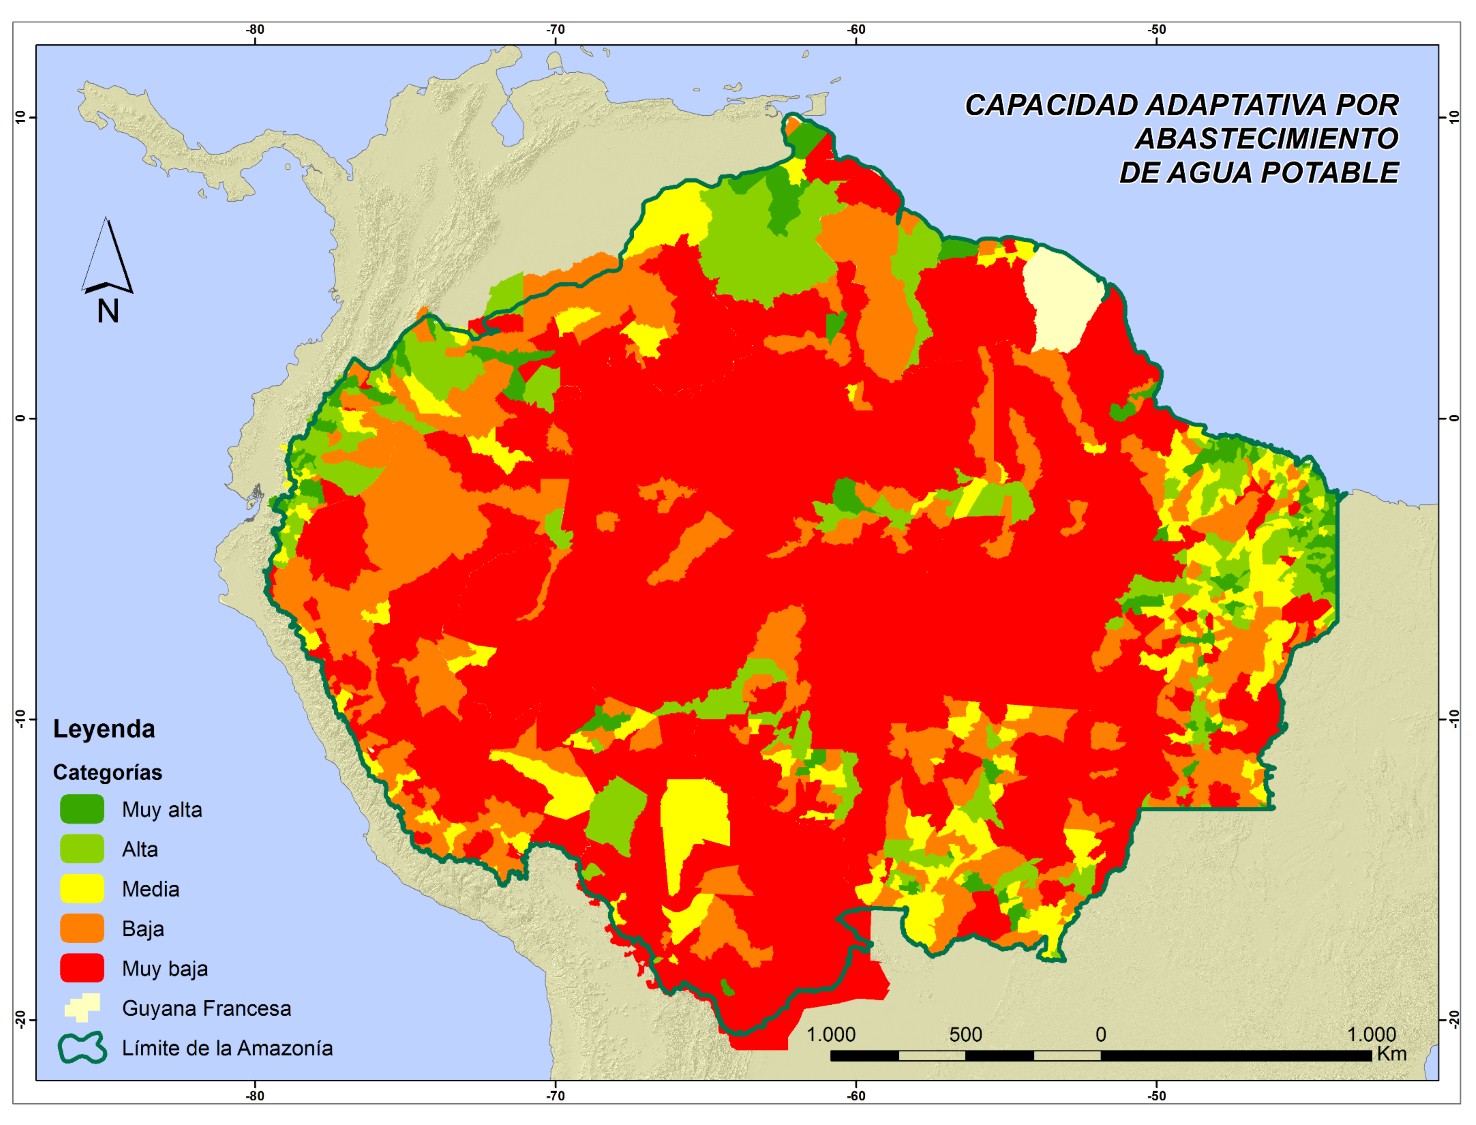 -80 -70 -60 -50
CAPACIDAD ADAPTATIVA POR
ABASTECIMIENTO
DE AGUA POTABLE
10 10
N
0 0
Leyenda
Categorías
Muy alta
Alta
Media
Baja
Muy baja
Guyana Francesa
Límite de la Amazonía
-10 -10
-20 -20
1.000 500 0 1.000
Km
-80 -70 -60 -50